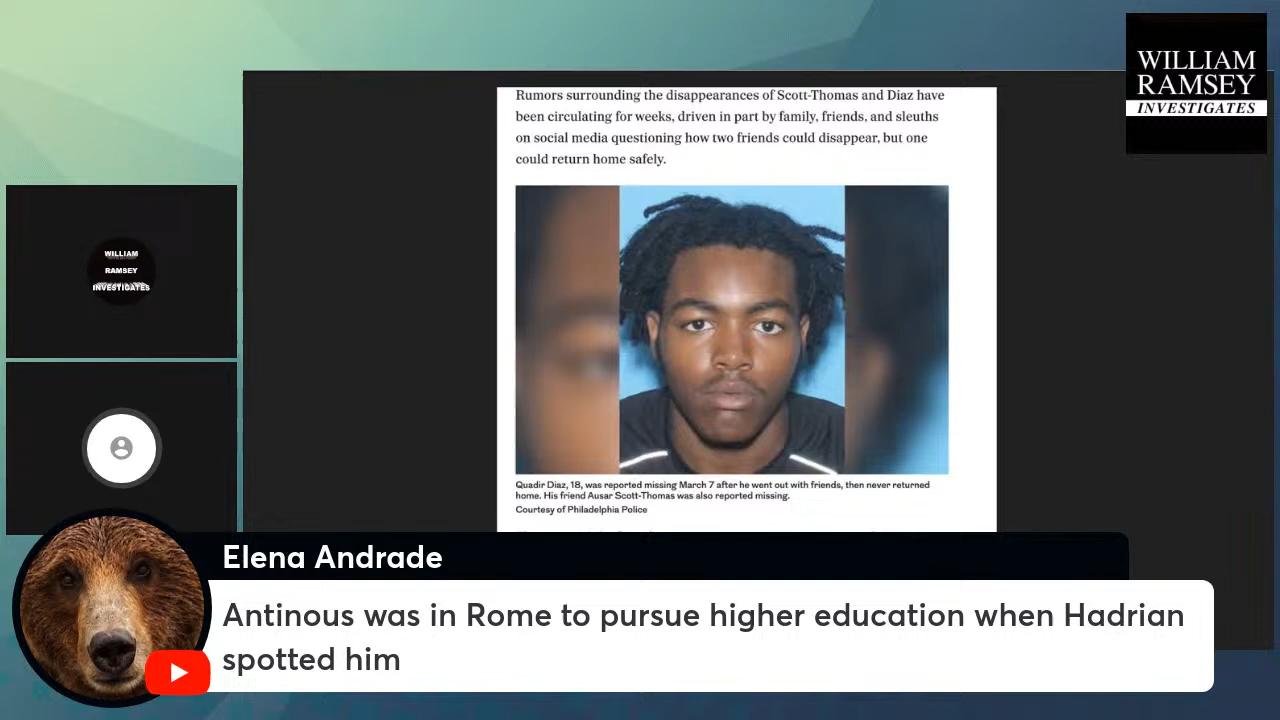 WILLIAM
RAMSEY
INVESTIGATES
Rumors surrounding the disappearances of Scott-Thomas and Diaz have
been circulating for weeks, driven in part by family, friends, and sleuths
on social media questioning how two friends could disappear, but one
could return home safely.
WILLIAM
RAMSEY
INVESTIGATES
Quadir Diaz, 18, was reported missing March 7 after he went out with friends, then never returned
home. His friend Ausar Scott-Thomas was also reported missing.
Courtesy of Philadelphia Police
Elena Andrade
Antinous was in Rome to pursue higher education when Hadrian
spotted him